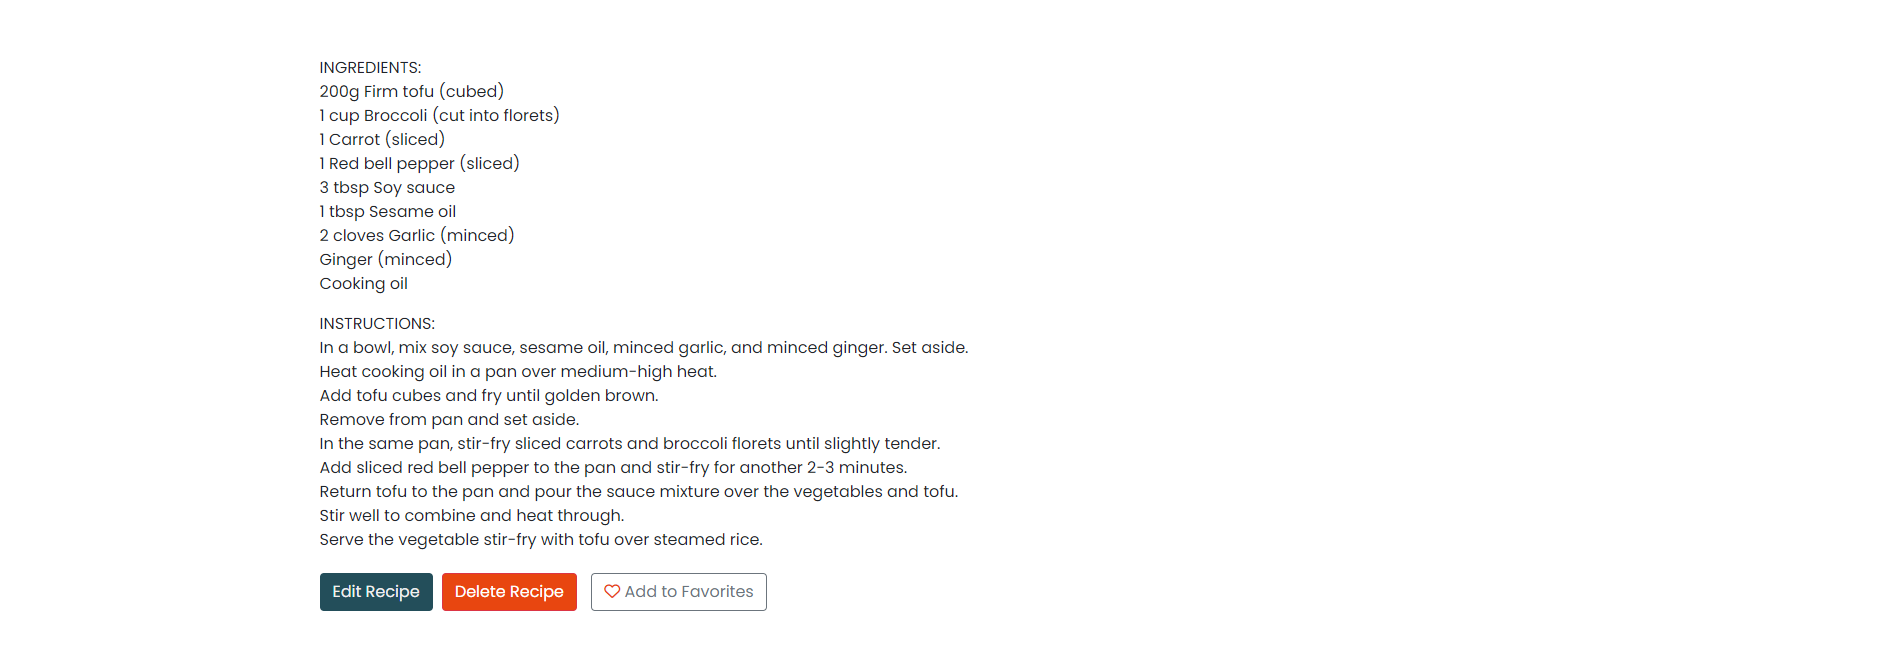 INGREDIENTS:
200g Firm tofu (cubed)
1 cup Broccoli (cut into florets)
1 Carrot (sliced)
1 Red bell pepper (sliced)
3 tbsp Soy sauce
1 tbsp Sesame oil
2 cloves Garlic (minced)
Ginger (minced)
Cooking oil
INSTRUCTIONS:
In a bowl, mix soy sauce, sesame oil, minced garlic, and minced ginger. Set aside.
Heat cooking oil in a pan over medium-high heat.
Add tofu cubes and fry until golden brown.
Remove from pan and set aside.
In the same pan, stir-fry sliced carrots and broccoli florets until slightly tender.
Add sliced red bell pepper to the pan and stir-fry for another 2-3 minutes.
Return tofu to the pan and pour the sauce mixture over the vegetables and tofu.
Stir well to combine and heat through.
Serve the vegetable stir-fry with tofu over steamed rice.
Edit Recipe Delete Recipe Add to Favorites